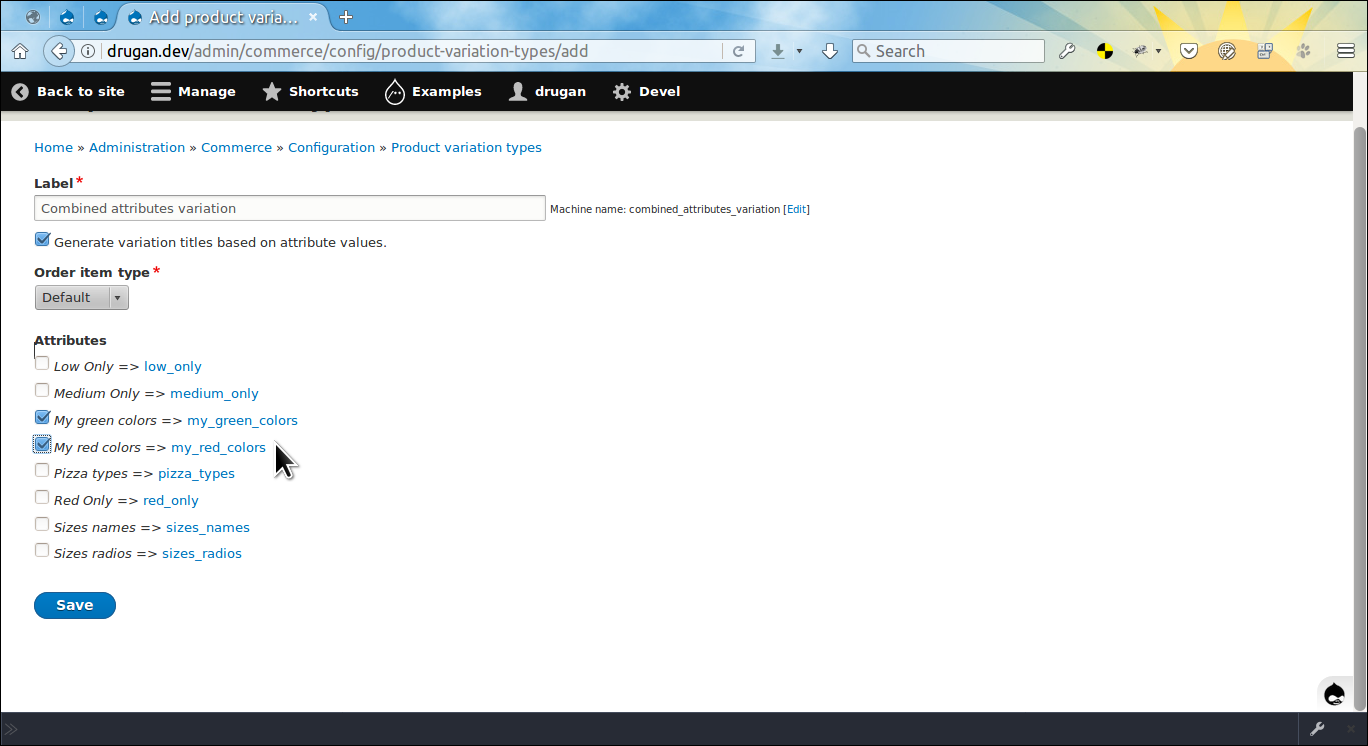 Add product varia...
drugan.dev/admin/commerce/config/product-variation-types/add
Search
Back to site Manage Shortcuts Examples drugan Devel
Home » Administration » Commerce » Configuration » Product variation types
Label*
Combined attributes variation Machine name: combined_attributes_variation [Edit]
Generate variation titles based on attribute values.
Order item type*
Default
Attributes
Low Only => low_only
Medium Only => medium_only
My green colors => my_green_colors
My red colors => my_red_colors
Pizza types => pizza_types
Red Only => red_only
Sizes names => sizes_names
Sizes radios => sizes_radios
Save